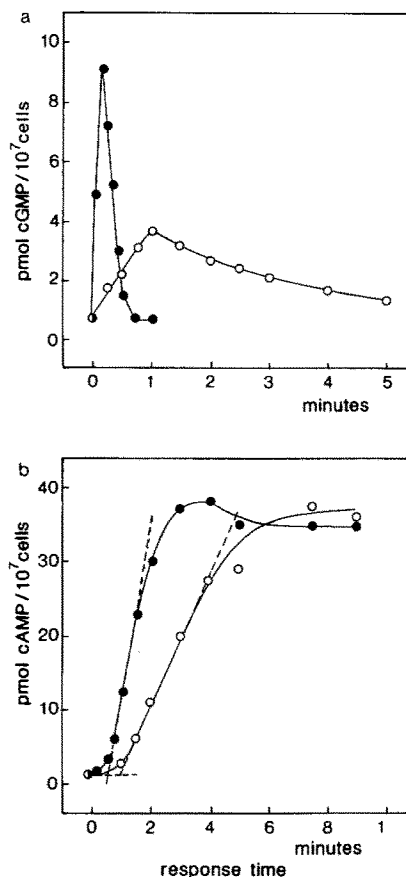 a
pmol cGMP/10⁷cells
10
8
6
4
2
0
0 1 2 3 4 5
minutes
b
pmol cAMP/10⁷cells
40
30
20
10
0
0 2 4 6 8 1
minutes
response time